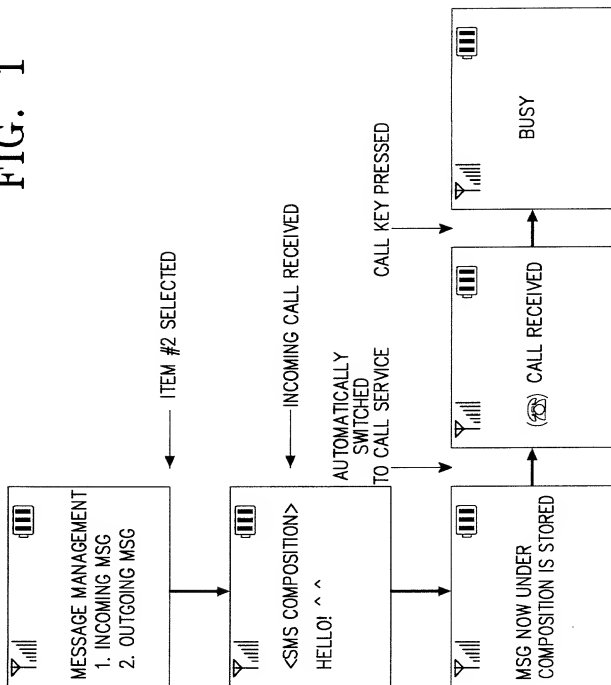 FIG. 1
MESSAGE MANAGEMENT
1. INCOMING MSG
2. OUTGOING MSG
ITEM #2 SELECTED
<SMS COMPOSITION>
HELLO! ^ ^
INCOMING CALL RECEIVED
MSG NOW UNDER
COMPOSITION IS STORED
AUTOMATICALLY
SWITCHED
TO CALL SERVICE
CALL RECEIVED
CALL KEY PRESSED
BUSY